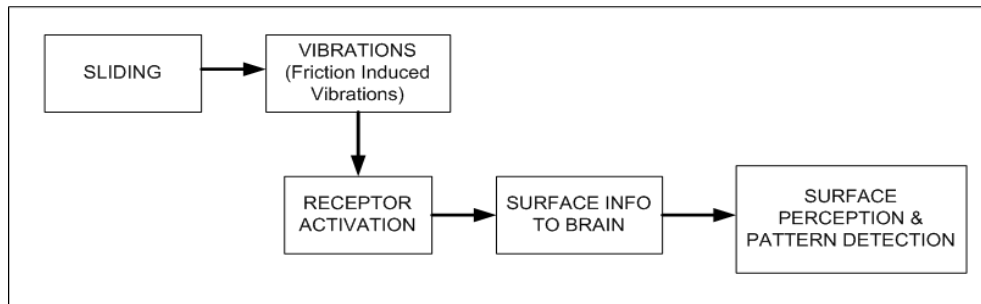 SLIDING
VIBRATIONS
(Friction Induced
Vibrations)
RECEPTOR
ACTIVATION
SURFACE INFO
TO BRAIN
SURFACE
PERCEPTION &
PATTERN DETECTION